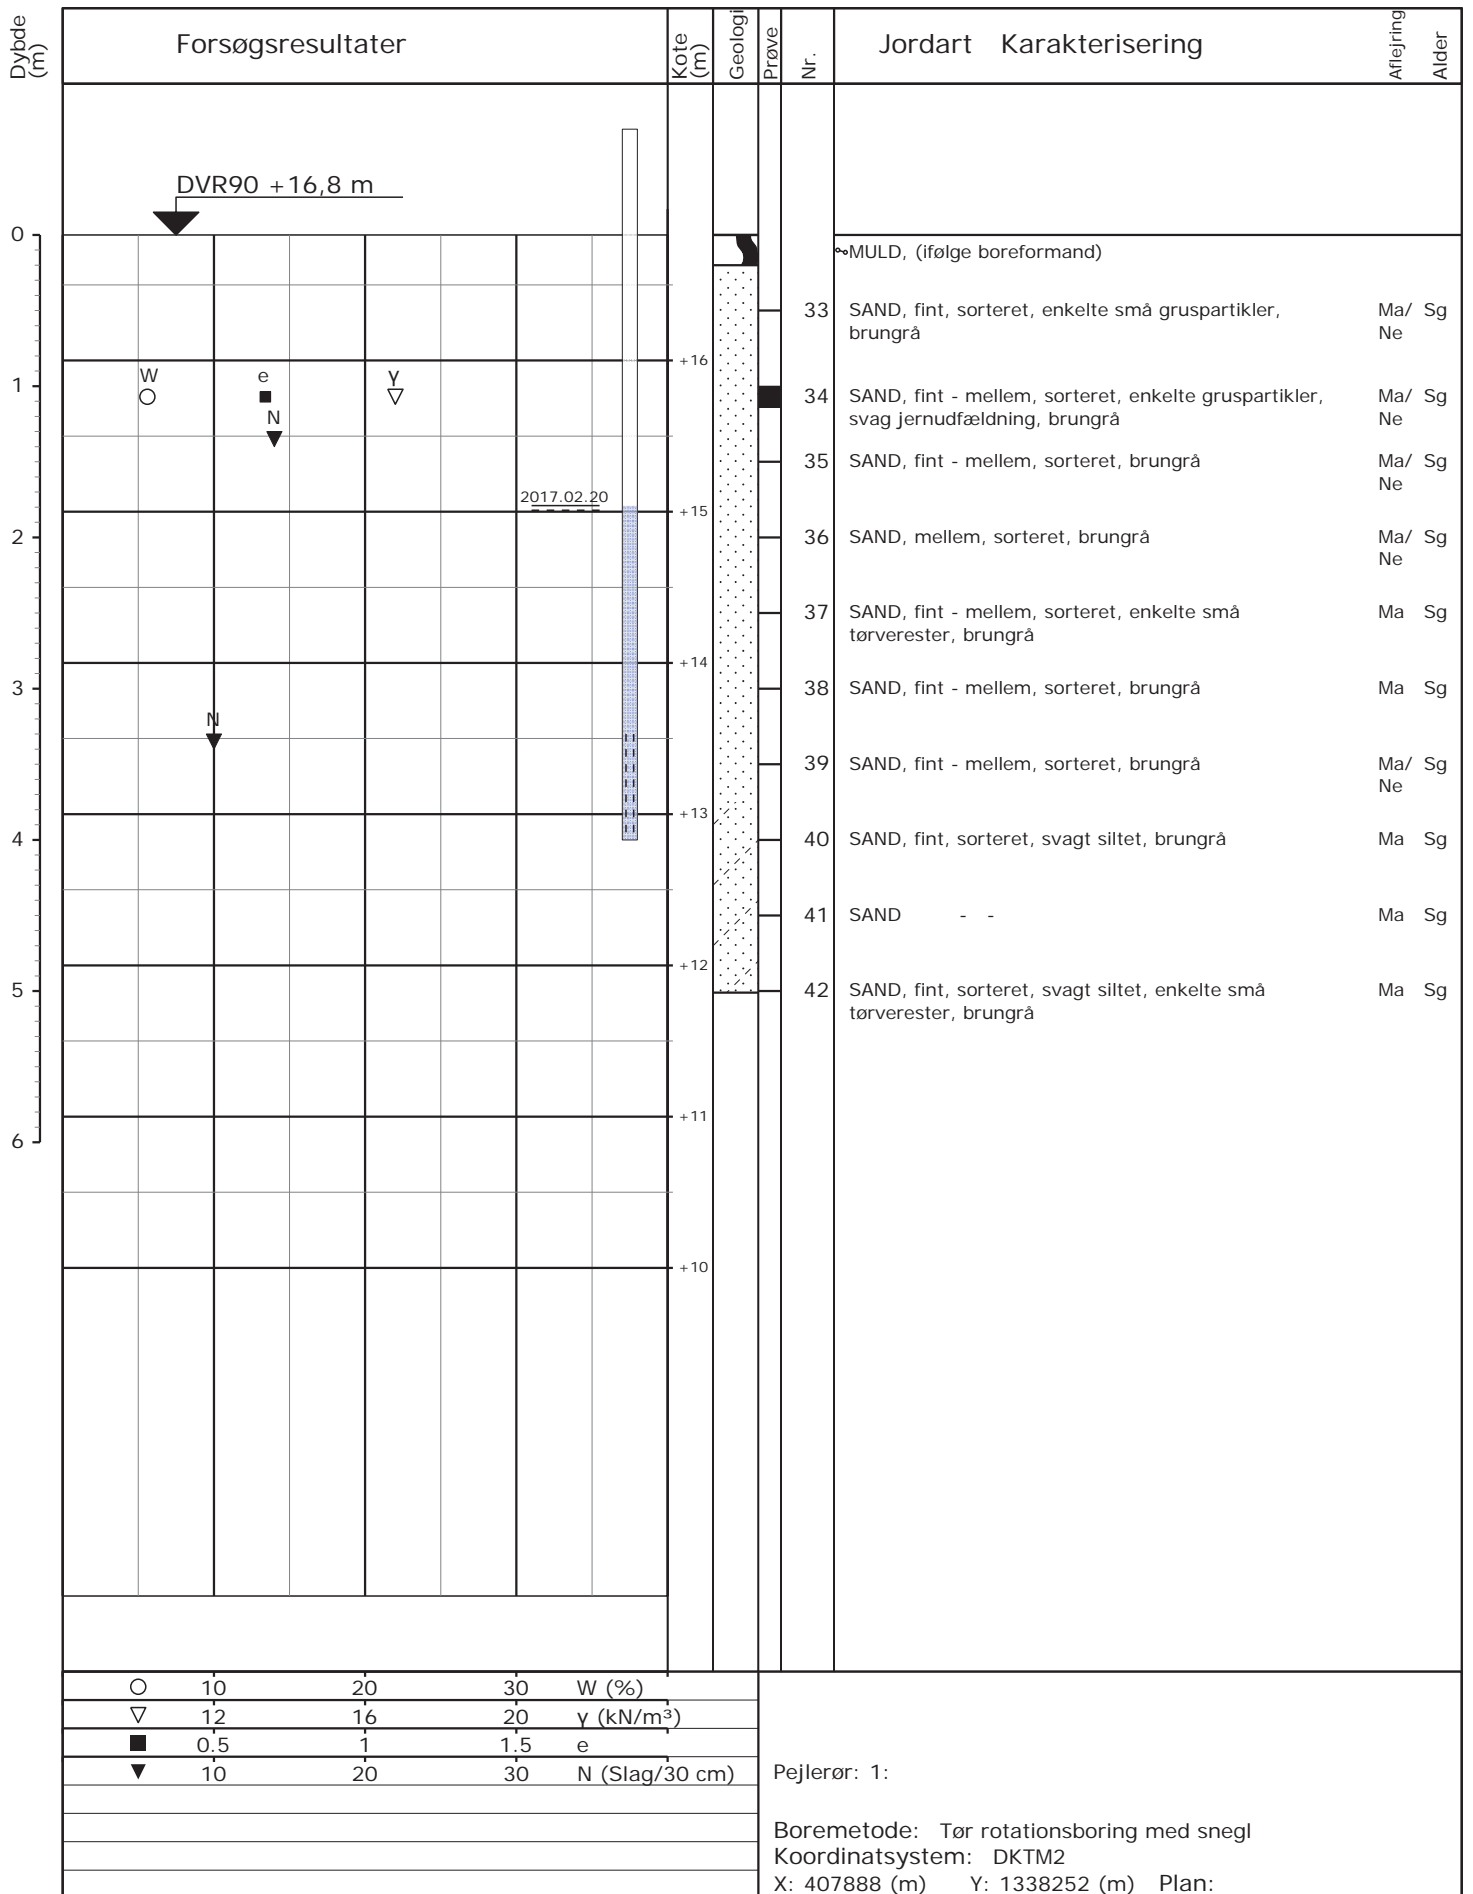 Dybde (m)
Forsøgsresultater
Kote (m)
Geologi
Prøve
Nr.
Jordart Karakterisering
Aflejring
Alder
DVR90 +16,8 m
0
MULD, (ifølge boreformand)
33 SAND, fint, sorteret, enkelte små gruspartikler, Ma/ Sg
brungrå Ne
+16
W e γ
1
34 SAND, fint - mellem, sorteret, enkelte gruspartikler, Ma/ Sg
svag jernudfældning, brungrå Ne
N
35 SAND, fint - mellem, sorteret, brungrå Ma/ Sg
Ne
2017.02.20
+15
2
36 SAND, mellem, sorteret, brungrå Ma/ Sg
Ne
37 SAND, fint - mellem, sorteret, enkelte små Ma Sg
tørverester, brungrå
+14
3
38 SAND, fint - mellem, sorteret, brungrå Ma Sg
N
39 SAND, fint - mellem, sorteret, brungrå Ma/ Sg
Ne
+13
4
40 SAND, fint, sorteret, svagt siltet, brungrå Ma Sg
41 SAND - - Ma Sg
+12
5
42 SAND, fint, sorteret, svagt siltet, enkelte små Ma Sg
tørverester, brungrå
+11
6
+10
10 20 30 W (%)
12 16 20 γ (kN/m³)
0.5 1 1.5 e
10 20 30 N (Slag/30 cm)
Pejlerør: 1:
Boremetode: Tør rotationsboring med snegl
Koordinatsystem: DKTM2
X: 407888 (m) Y: 1338252 (m) Plan: